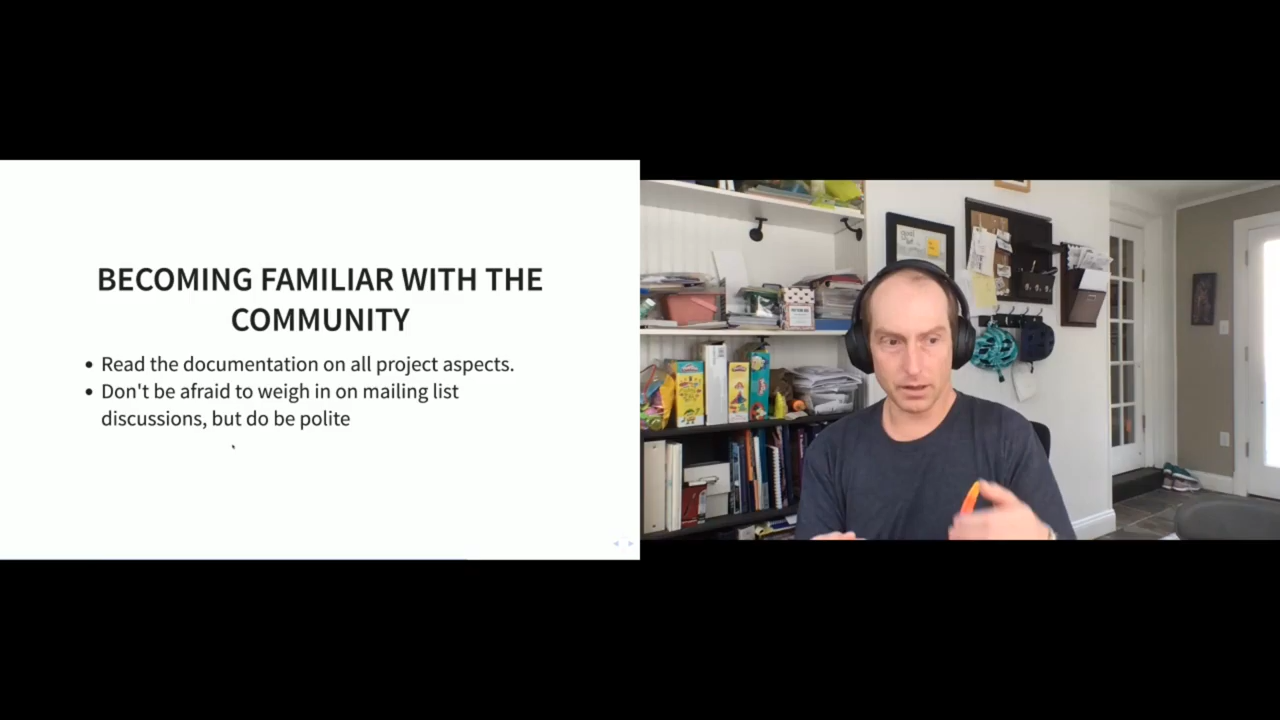 BECOMING FAMILIAR WITH THE
COMMUNITY
Read the documentation on all project aspects.
Don't be afraid to weigh in on mailing list
discussions, but do be polite